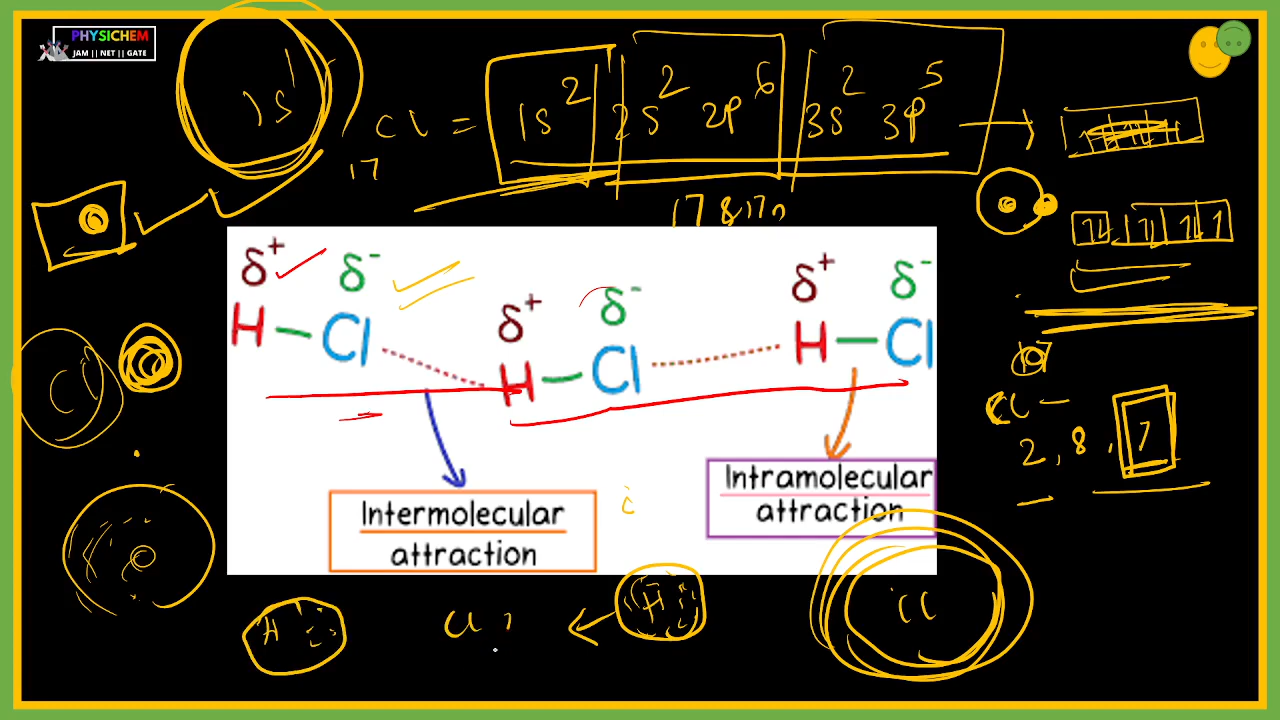 PHYSICHEM
JAM || NET || GATE
1s¹
Cl = 1s² 2s² 2p⁶ 3s² 3p⁵
17
δ⁺ δ⁻
H – Cl
δ⁺ δ⁻
H – Cl
δ⁺ δ⁻
H – Cl
Intermolecular
attraction
Intramolecular
attraction
Cl
Cl –
2, 8, 7
H
H